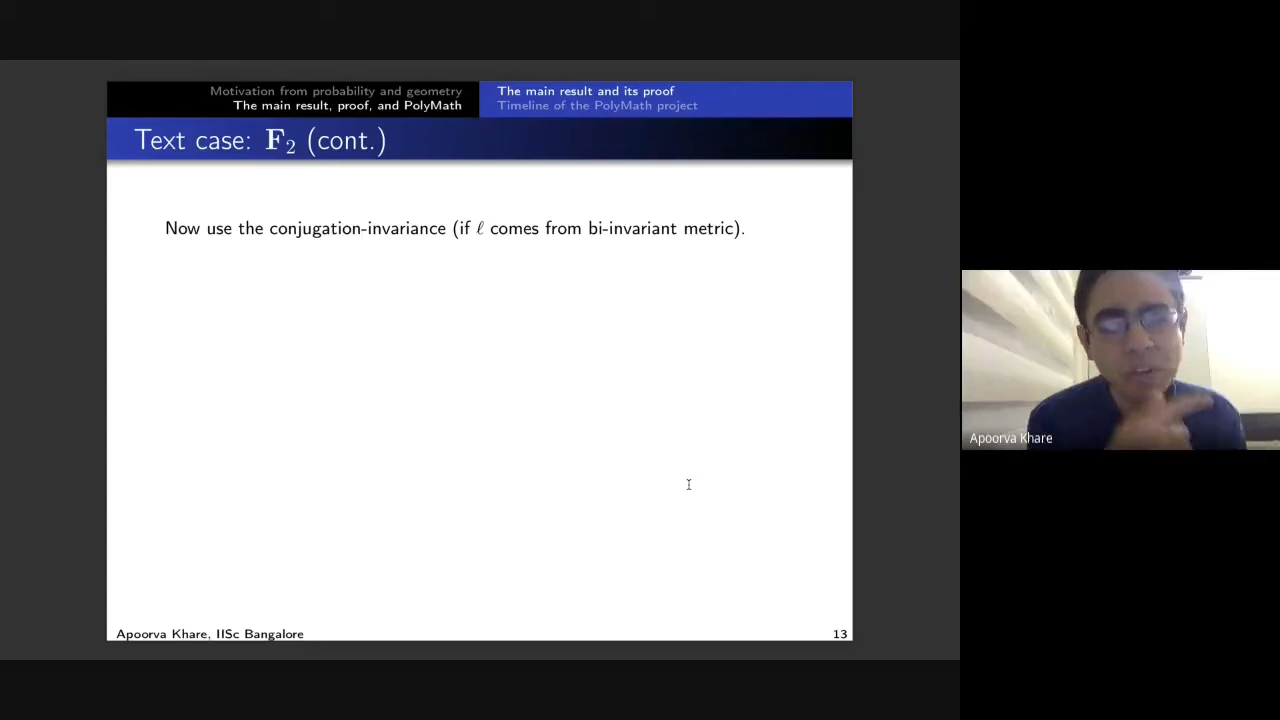 Motivation from probability and geometry
The main result, proof, and PolyMath
The main result and its proof
Timeline of the PolyMath project
Text case: F₂ (cont.)
Now use the conjugation-invariance (if ℓ comes from bi-invariant metric).
Apoorva Khare
Apoorva Khare, IISc Bangalore
13